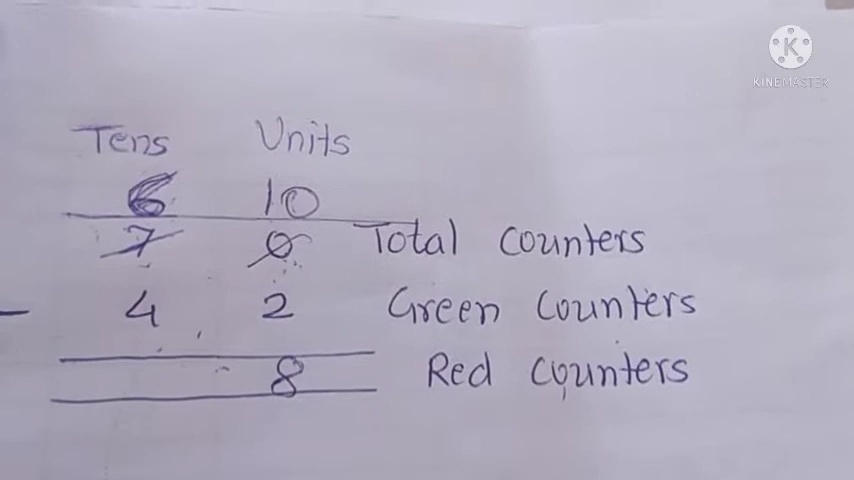 KINEMASTER
Tens Units
6 10
7 0 Total Counters
- 4 2 Green Counters
8 Red Counters